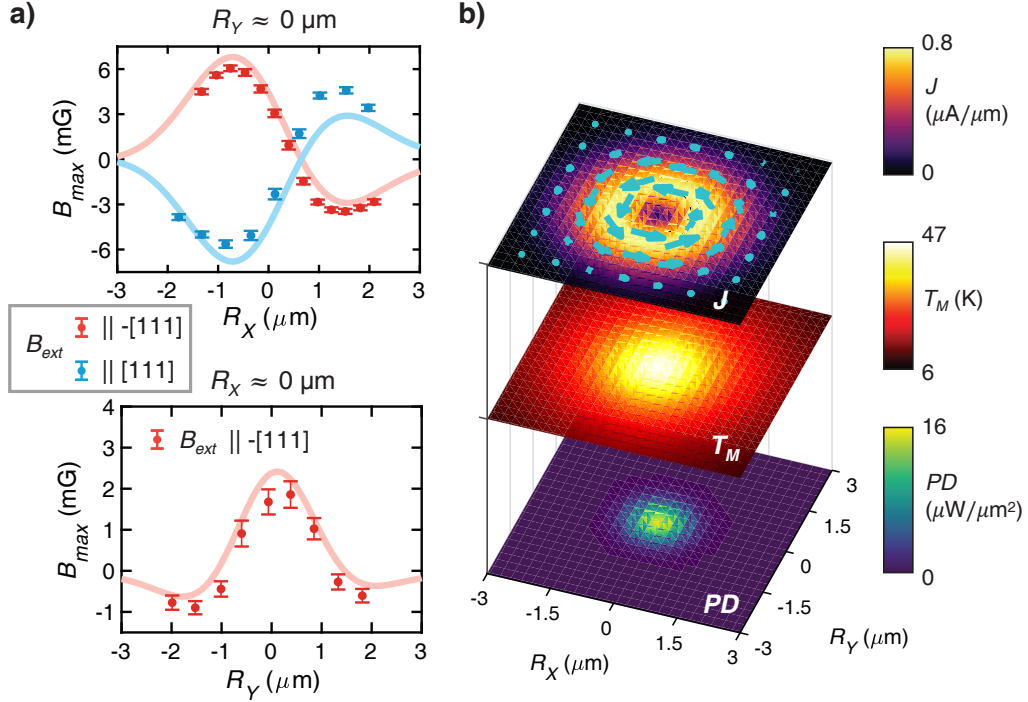 a)
R_Y ≈ 0 μm
6
3
0
-3
-6
B_max (mG)
-3 -2 -1 0 1 2 3
R_X (μm)
B_ext
|| -[111]
|| [111]
R_X ≈ 0 μm
4
3
2
1
0
-1
B_max (mG)
B_ext || -[111]
-3 -2 -1 0 1 2 3
R_Y (μm)
b)
J
T_M
PD
-3
-1.5
0
1.5
3
R_X (μm)
3
1.5
0
-1.5
-3
R_Y (μm)
0.8
J
(μA/μm)
0
47
T_M (K)
6
16
PD
(μW/μm²)
0